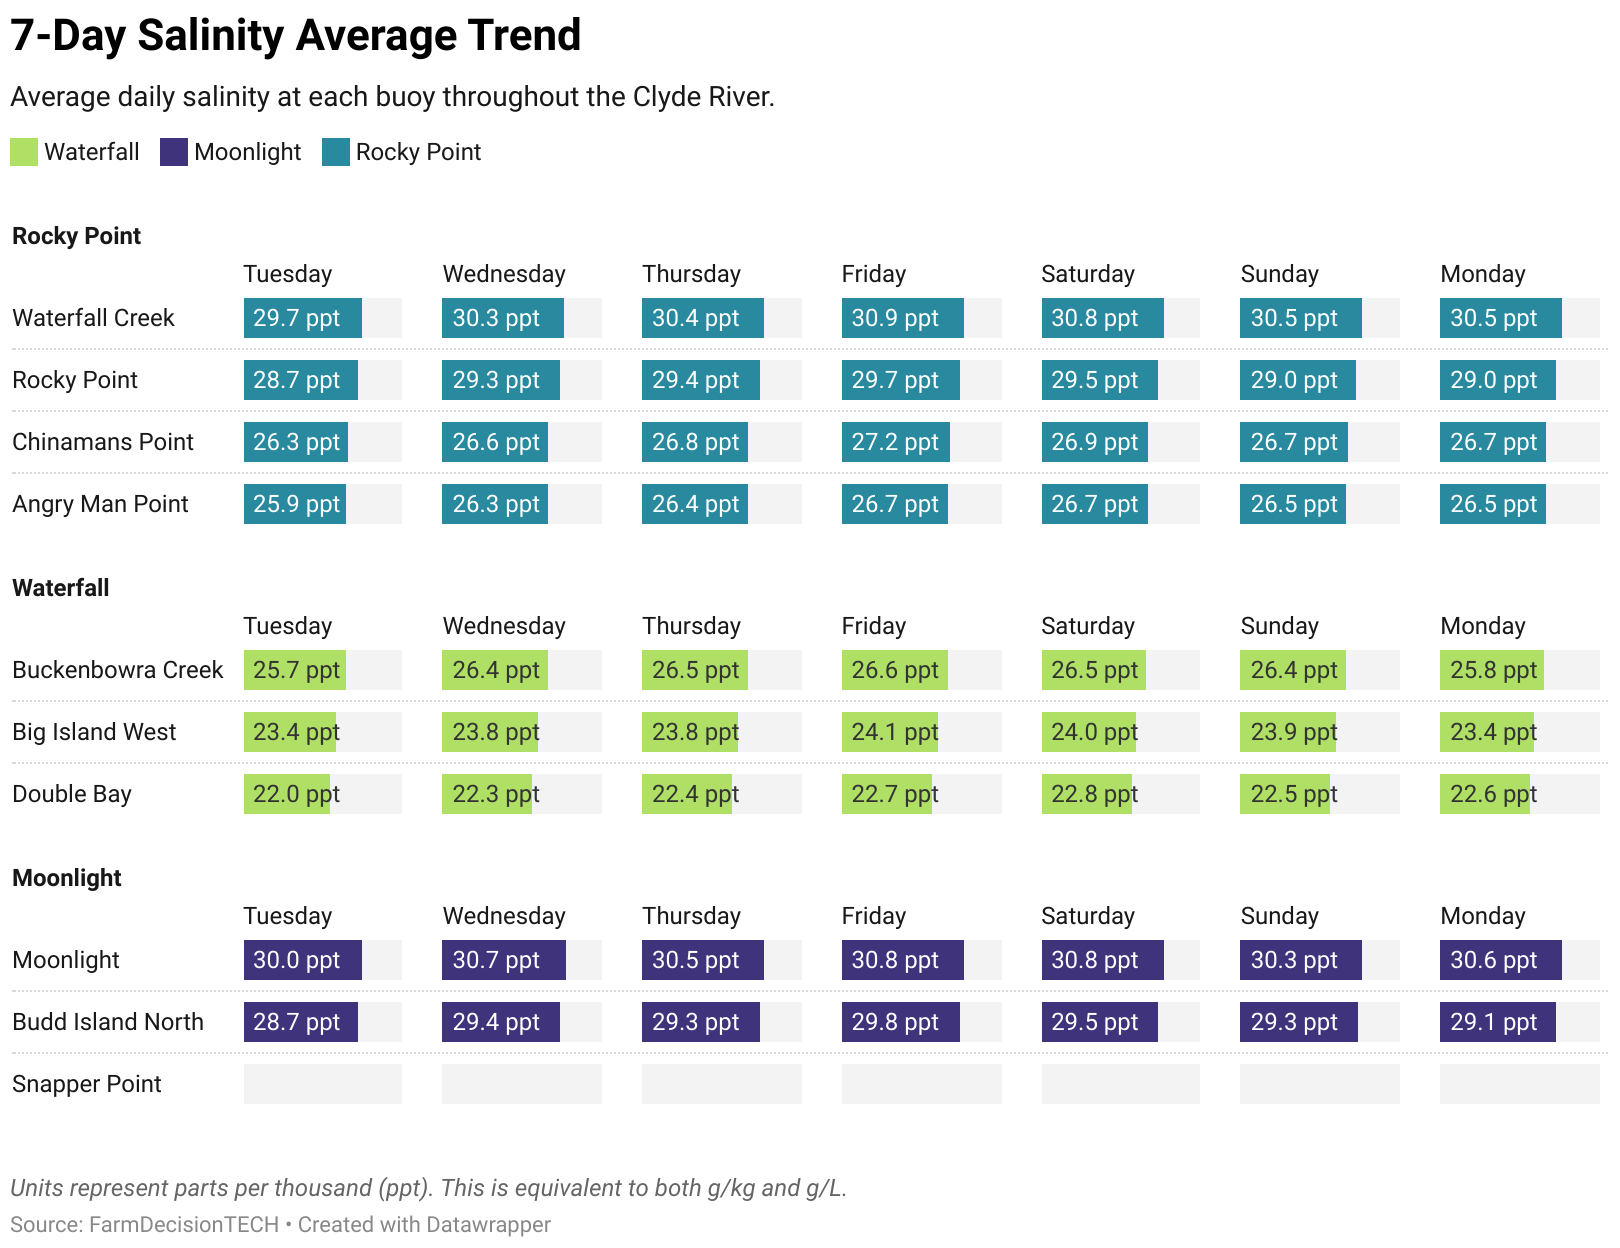 7-Day Salinity Average Trend
Average daily salinity at each buoy throughout the Clyde River.
Waterfall Moonlight Rocky Point
Rocky Point
Tuesday Wednesday Thursday Friday Saturday Sunday Monday
Waterfall Creek 29.7 ppt 30.3 ppt 30.4 ppt 30.9 ppt 30.8 ppt 30.5 ppt 30.5 ppt
Rocky Point 28.7 ppt 29.3 ppt 29.4 ppt 29.7 ppt 29.5 ppt 29.0 ppt 29.0 ppt
Chinamans Point 26.3 ppt 26.6 ppt 26.8 ppt 27.2 ppt 26.9 ppt 26.7 ppt 26.7 ppt
Angry Man Point 25.9 ppt 26.3 ppt 26.4 ppt 26.7 ppt 26.7 ppt 26.5 ppt 26.5 ppt
Waterfall
Tuesday Wednesday Thursday Friday Saturday Sunday Monday
Buckenbowra Creek 25.7 ppt 26.4 ppt 26.5 ppt 26.6 ppt 26.5 ppt 26.4 ppt 25.8 ppt
Big Island West 23.4 ppt 23.8 ppt 23.8 ppt 24.1 ppt 24.0 ppt 23.9 ppt 23.4 ppt
Double Bay 22.0 ppt 22.3 ppt 22.4 ppt 22.7 ppt 22.8 ppt 22.5 ppt 22.6 ppt
Moonlight
Tuesday Wednesday Thursday Friday Saturday Sunday Monday
Moonlight 30.0 ppt 30.7 ppt 30.5 ppt 30.8 ppt 30.8 ppt 30.3 ppt 30.6 ppt
Budd Island North 28.7 ppt 29.4 ppt 29.3 ppt 29.8 ppt 29.5 ppt 29.3 ppt 29.1 ppt
Snapper Point
Units represent parts per thousand (ppt). This is equivalent to both g/kg and g/L.
Source: FarmDecisionTECH • Created with Datawrapper